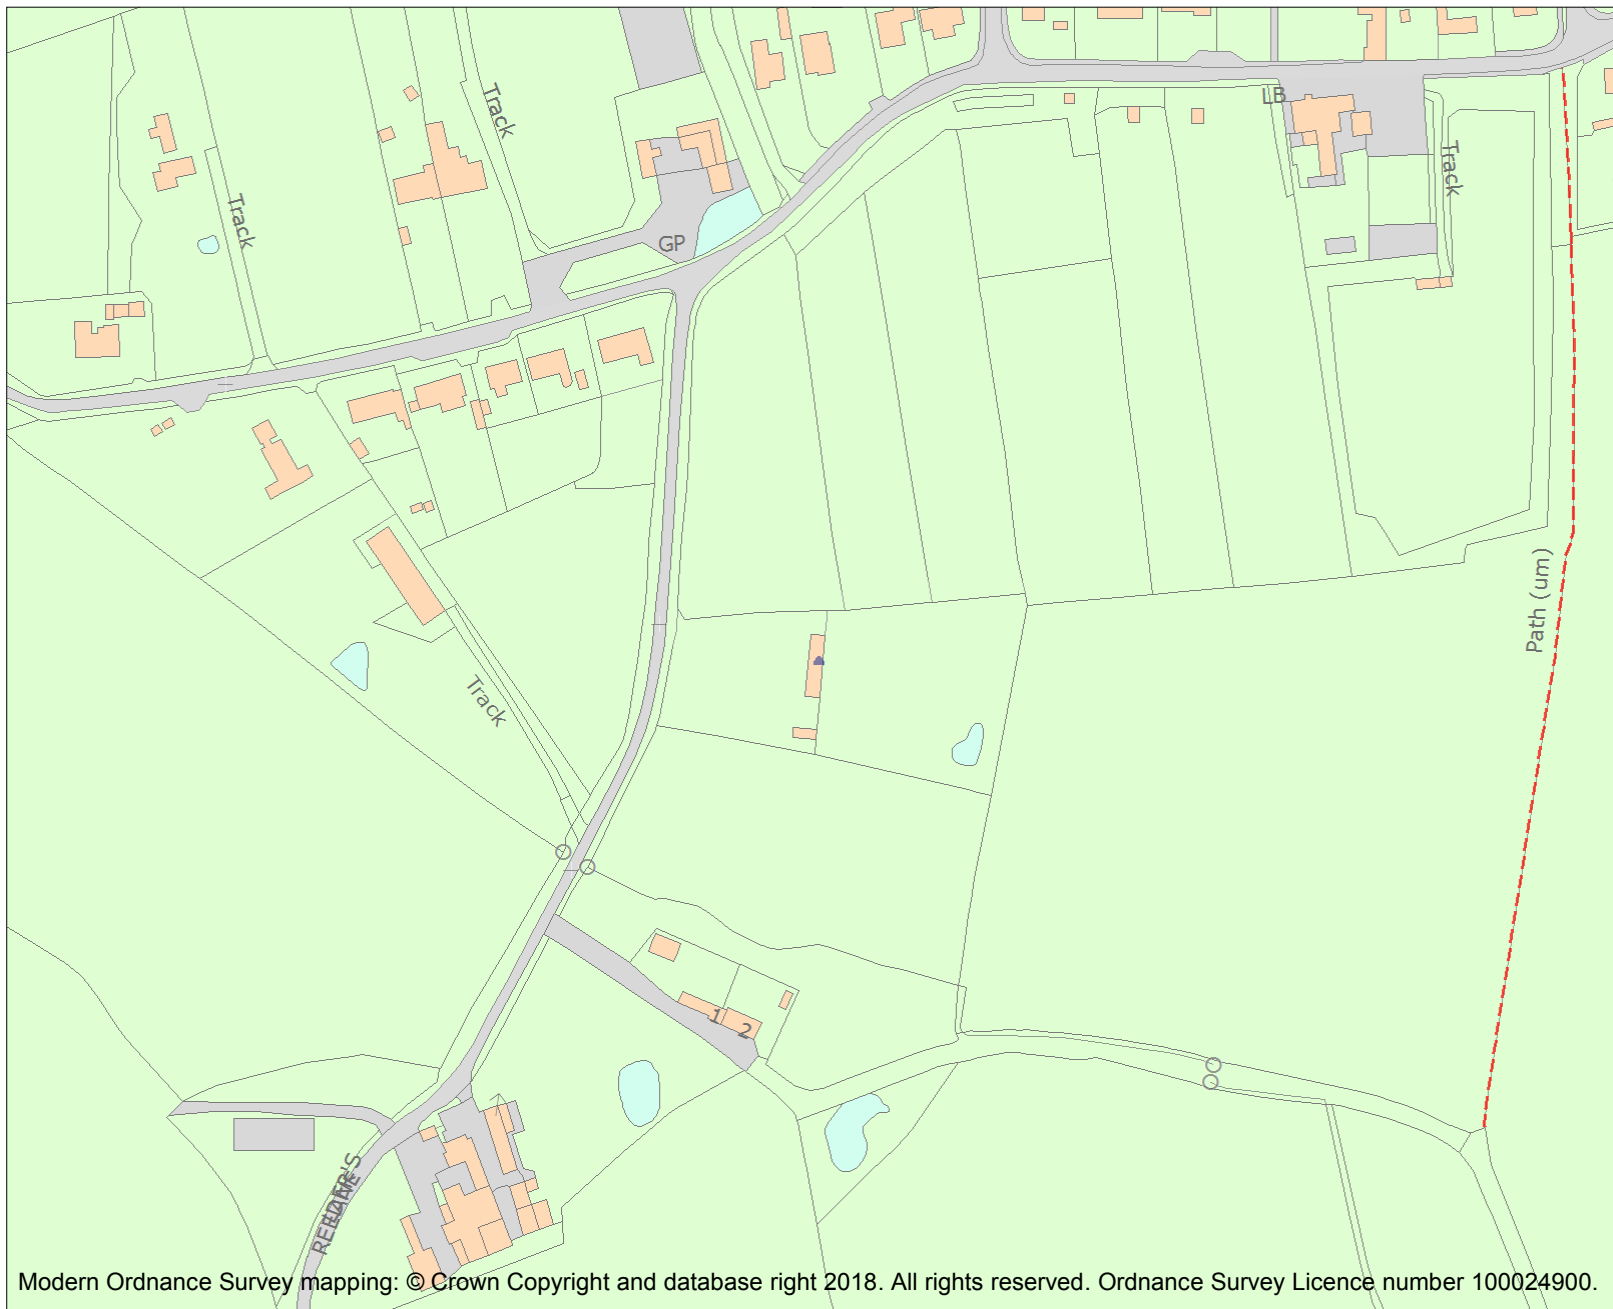 LB
Track
Track
Track
GP
Path (um)
Track
1
2
Modern Ordnance Survey mapping: © Crown Copyright and database right 2018. All rights reserved. Ordnance Survey Licence number 100024900.